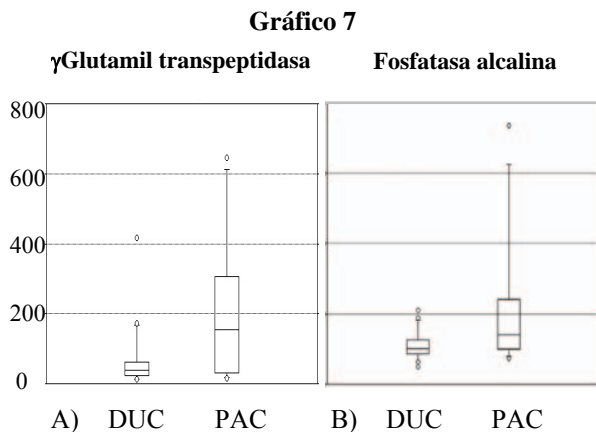 Gráfico 7
γGlutamil transpeptidasa Fosfatasa alcalina
800
600
400
200
0
A) DUC PAC B) DUC PAC